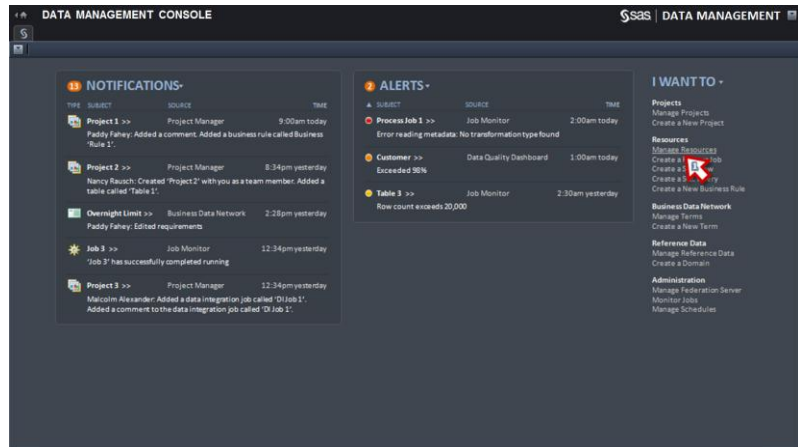 DATA MANAGEMENT CONSOLE
sas | DATA MANAGEMENT
13 NOTIFICATIONS
TYPE SUBJECT SOURCE TIME
Project 1 >> Project Manager 9:00am today
Paddy Fahey: Added a comment. Added a business rule called Business
'Rule 1'.
Project 2 >> Project Manager 8:34pm yesterday
Nancy Rausch: Created 'Project 2' with you as a team member. Added a
table called 'Table 1'.
Overnight Limit >> Business Data Network 2:28pm yesterday
Paddy Fahey: Edited requirements
Job 3 >> Job Monitor 12:34pm yesterday
'Job 3' has successfully completed running
Project 3 >> Project Manager 12:34pm yesterday
Malcolm Alexander: Added a data integration job called 'DI Job 1'.
Added a comment to the data integration job called 'DI Job 1'.
2 ALERTS
SUBJECT SOURCE TIME
Process Job 1 >> Job Monitor 2:00am today
Error reading metadata: No transformation type found
Customer >> Data Quality Dashboard 1:00am today
Exceeded 98%
Table 3 >> Job Monitor 2:30am yesterday
Row count exceeds 20,000
I WANT TO
Projects
Manage Projects
Create a New Project
Resources
Manage Resources
Create a Job
Create a
Create a
Create a New Business Rule
Business Data Network
Manage Terms
Create a New Term
Reference Data
Manage Reference Data
Create a Domain
Administration
Manage Federation Server
Monitor Jobs
Manage Schedules